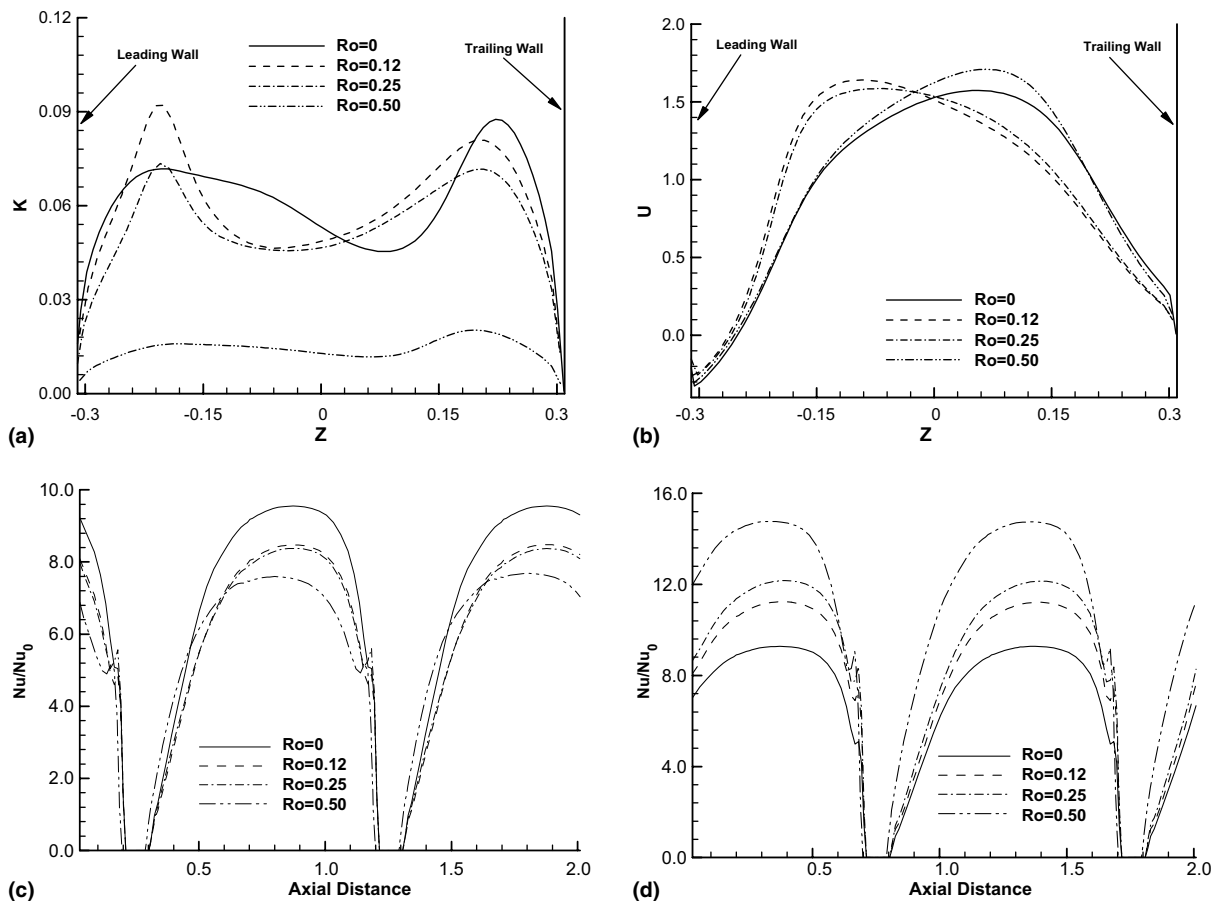 0.12
0.09
0.06
0.03
0.00
K
Leading Wall
Trailing Wall
Ro=0
Ro=0.12
Ro=0.25
Ro=0.50
-0.3
-0.15
0
0.15
0.3
Z
(a)
2.0
1.5
1.0
0.5
0.0
U
Leading Wall
Trailing Wall
Ro=0
Ro=0.12
Ro=0.25
Ro=0.50
-0.3
-0.15
0
0.15
0.3
Z
(b)
10.0
8.0
6.0
4.0
2.0
0.0
Nu/Nu0
Ro=0
Ro=0.12
Ro=0.25
Ro=0.50
0.5
1.0
1.5
2.0
Axial Distance
(c)
16.0
12.0
8.0
4.0
0.0
Nu/Nu0
Ro=0
Ro=0.12
Ro=0.25
Ro=0.50
0.5
1.0
1.5
2.0
Axial Distance
(d)